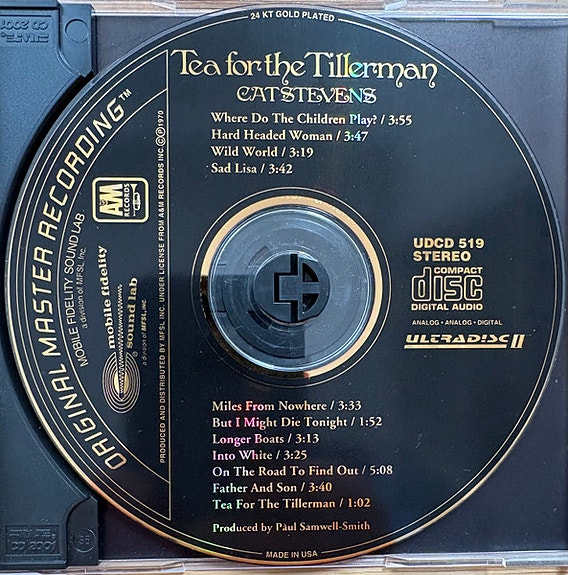 24 KT GOLD PLATED
Tea for the Tillerman
CAT STEVENS
Where Do The Children Play? / 3:55
Hard Headed Woman / 3:47
Wild World / 3:19
Sad Lisa / 3:42
ORIGINAL MASTER RECORDING™
MOBILE FIDELITY SOUND LAB
a division of MFSL, Inc.
A&M
RECORDS
mobile fidelity
sound lab
a division of MFSL, INC.
PRODUCED AND DISTRIBUTED BY MFSL INC. UNDER LICENSE FROM A&M RECORDS INC ©℗1970
UDCD 519
STEREO
COMPACT
disc
DIGITAL AUDIO
ANALOG • ANALOG • DIGITAL
ULTRADISC II
Miles From Nowhere / 3:33
But I Might Die Tonight / 1:52
Longer Boats / 3:13
Into White / 3:25
On The Road To Find Out / 5:08
Father And Son / 3:40
Tea For The Tillerman / 1:02
Produced by Paul Samwell-Smith
MADE IN USA